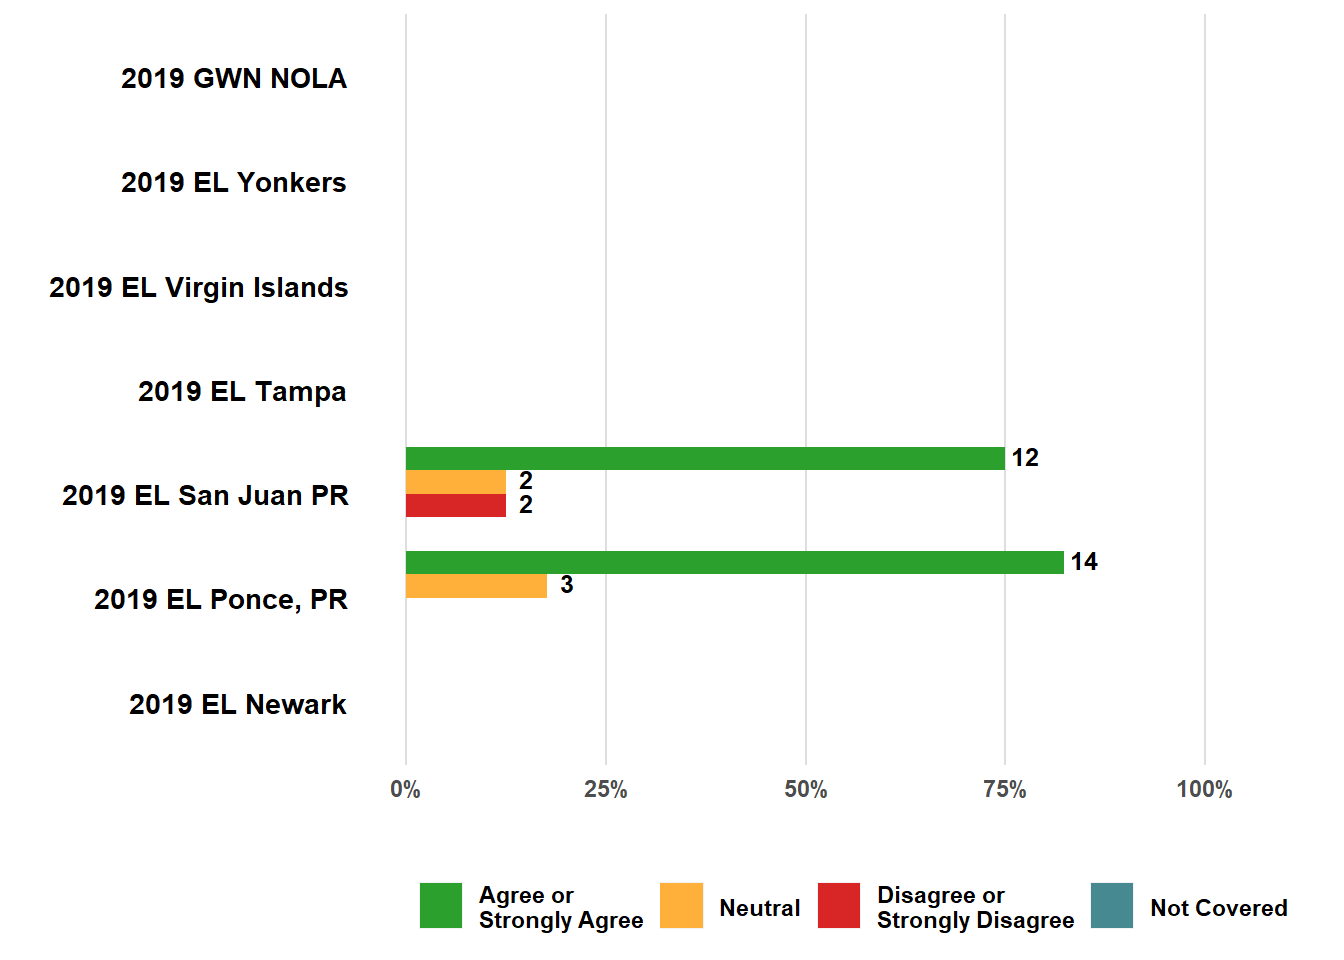 2019 GWN NOLA
2019 EL Yonkers
2019 EL Virgin Islands
2019 EL Tampa
12
2
2019 EL San Juan PR
2
14
3
2019 EL Ponce, PR
2019 EL Newark
0% 25% 50% 75% 100%
Agree or
Strongly Agree
Neutral
Disagree or
Strongly Disagree
Not Covered